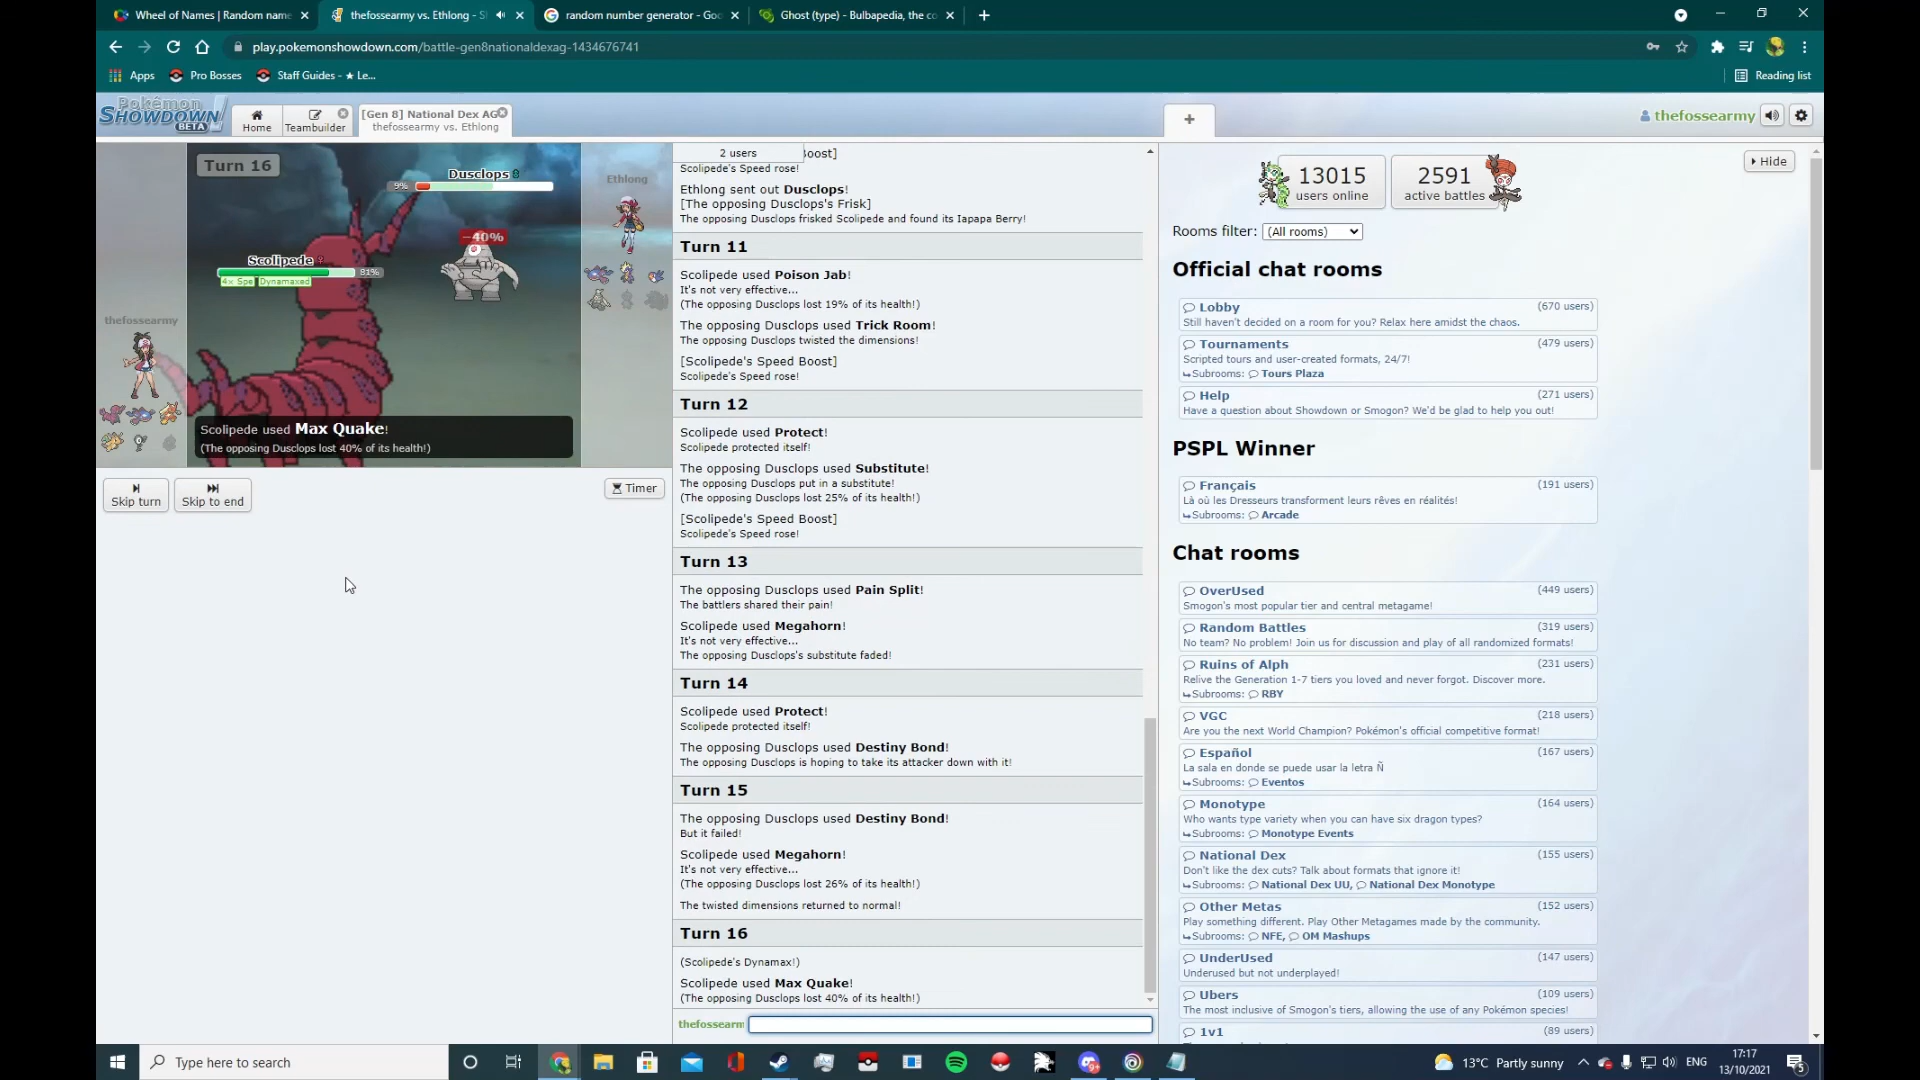 Wheel of Names | Random name
thefossearmy vs. Ethlong - S
random number generator - Goo
Ghost (type) - Bulbapedia, the co
play.pokemonshowdown.com/battle-gen8nationaldexag-1434676741
Apps
Pro Bosses
Staff Guides - ★ Le...
Reading list
Pokémon
SHOWDOWN!
BETA
Home
Teambuilder
[Gen 8] National Dex AG
thefossearmy vs. Ethlong
+
thefossearmy
Turn 16
Dusclops
9%
−40%
Scolipede
81%
4x Spe Dynamaxed
Ethlong
thefossearmy
Scolipede used Max Quake!
(The opposing Dusclops lost 40% of its health!)
Skip turn
Skip to end
Timer
2 users
Boost]
Scolipede's Speed rose!
Ethlong sent out Dusclops!
[The opposing Dusclops's Frisk]
The opposing Dusclops frisked Scolipede and found its Iapapa Berry!
Turn 11
Scolipede used Poison Jab!
It's not very effective...
(The opposing Dusclops lost 19% of its health!)
The opposing Dusclops used Trick Room!
The opposing Dusclops twisted the dimensions!
[Scolipede's Speed Boost]
Scolipede's Speed rose!
Turn 12
Scolipede used Protect!
Scolipede protected itself!
The opposing Dusclops used Substitute!
The opposing Dusclops put in a substitute!
(The opposing Dusclops lost 25% of its health!)
[Scolipede's Speed Boost]
Scolipede's Speed rose!
Turn 13
The opposing Dusclops used Pain Split!
The battlers shared their pain!
Scolipede used Megahorn!
It's not very effective...
The opposing Dusclops's substitute faded!
Turn 14
Scolipede used Protect!
Scolipede protected itself!
The opposing Dusclops used Destiny Bond!
The opposing Dusclops is hoping to take its attacker down with it!
Turn 15
The opposing Dusclops used Destiny Bond!
But it failed!
Scolipede used Megahorn!
It's not very effective...
(The opposing Dusclops lost 26% of its health!)
The twisted dimensions returned to normal!
Turn 16
(Scolipede's Dynamax!)
Scolipede used Max Quake!
(The opposing Dusclops lost 40% of its health!)
thefossearm
13015
users online
2591
active battles
Hide
Rooms filter: (All rooms)
Official chat rooms
Lobby (670 users)
Still haven't decided on a room for you? Relax here amidst the chaos.
Tournaments (479 users)
Scripted tours and user-created formats, 24/7!
Subrooms: Tours Plaza
Help (271 users)
Have a question about Showdown or Smogon? We'd be glad to help you out!
PSPL Winner
Français (191 users)
Là où les Dresseurs transforment leurs rêves en réalités!
Subrooms: Arcade
Chat rooms
OverUsed (449 users)
Smogon's most popular tier and central metagame!
Random Battles (319 users)
No team? No problem! Join us for discussion and play of all randomized formats!
Ruins of Alph (231 users)
Relive the Generation 1-7 tiers you loved and never forgot. Discover more.
Subrooms: RBY
VGC (218 users)
Are you the next World Champion? Pokémon's official competitive format!
Español (167 users)
La sala en donde se puede usar la letra Ñ
Subrooms: Eventos
Monotype (164 users)
Who wants type variety when you can have six dragon types?
Subrooms: Monotype Events
National Dex (155 users)
Don't like the dex cuts? Talk about formats that ignore it!
Subrooms: National Dex UU, National Dex Monotype
Other Metas (152 users)
Play something different. Play Other Metagames made by the community.
Subrooms: NFE, OM Mashups
UnderUsed (147 users)
Underused but not underplayed!
Ubers (109 users)
The most inclusive of Smogon's tiers, allowing the use of any Pokémon species!
1v1 (89 users)
Type here to search
13°C Partly sunny
ENG
17:17
13/10/2021
5